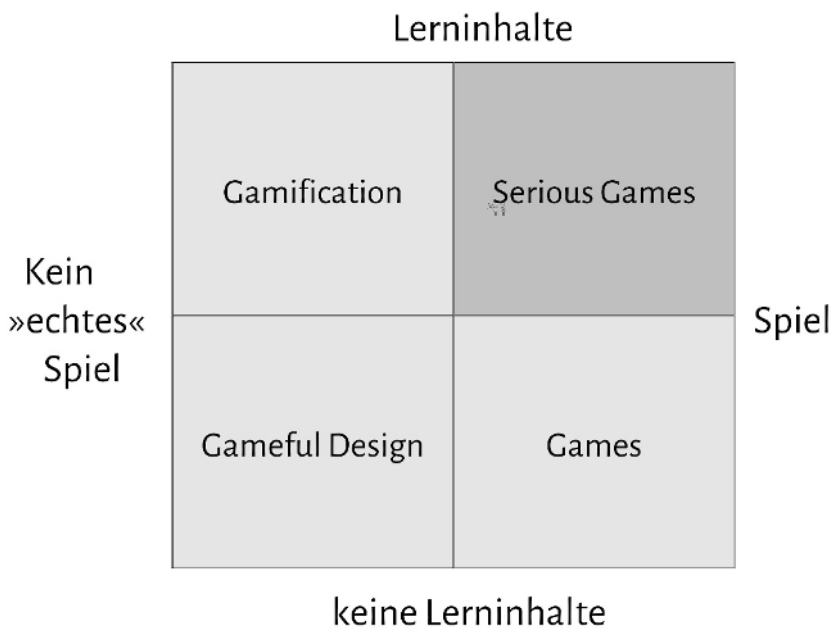 Lerninhalte
Gamification
Serious Games
Kein
»echtes«
Spiel
Spiel
Gameful Design
Games
keine Lerninhalte